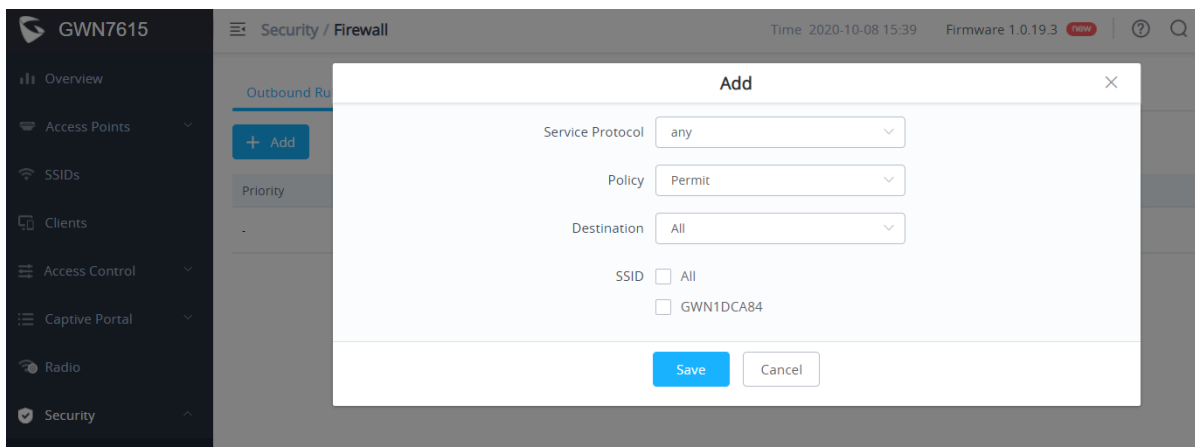 GWN7615
Security / Firewall
Time 2020-10-08 15:39
Firmware 1.0.19.3 new
Overview
Access Points
SSIDs
Clients
Access Control
Captive Portal
Radio
Security
Outbound Ru
+ Add
Priority
-
Add
Service Protocol any
Policy Permit
Destination All
SSID All
GWN1DCA84
Save Cancel